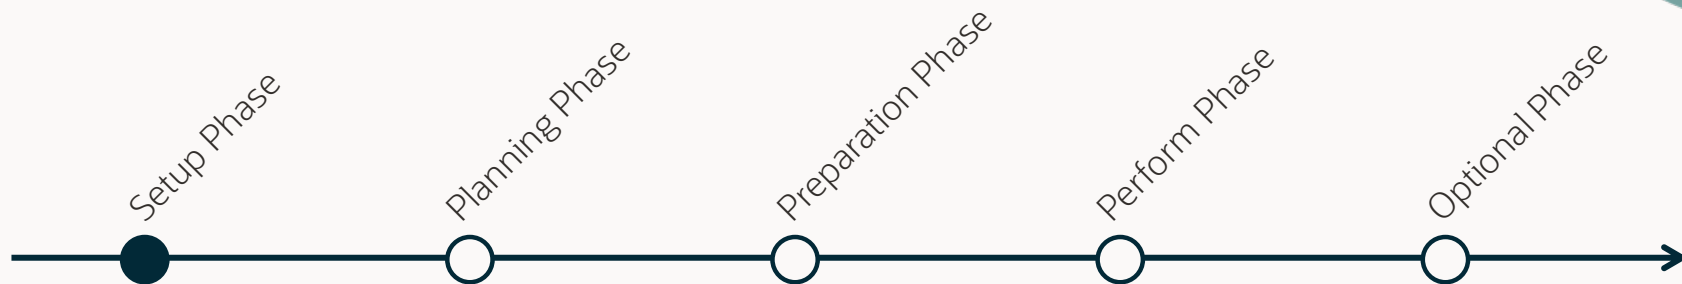 Setup Phase
Planning Phase
Preparation Phase
Perform Phase
Optional Phase